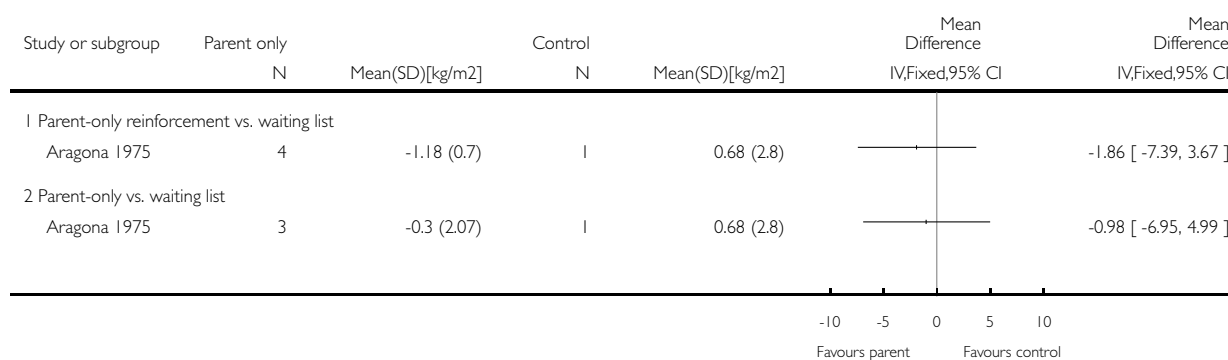 Study or subgroup Parent only Control Mean Difference Mean Difference
N Mean(SD)[kg/m2] N Mean(SD)[kg/m2] IV,Fixed,95% CI IV,Fixed,95% CI
1 Parent-only reinforcement vs. waiting list
Aragona 1975 4 -1.18 (0.7) 1 0.68 (2.8) -1.86 [ -7.39, 3.67 ]
2 Parent-only vs. waiting list
Aragona 1975 3 -0.3 (2.07) 1 0.68 (2.8) -0.98 [ -6.95, 4.99 ]
-10 -5 0 5 10
Favours parent Favours control